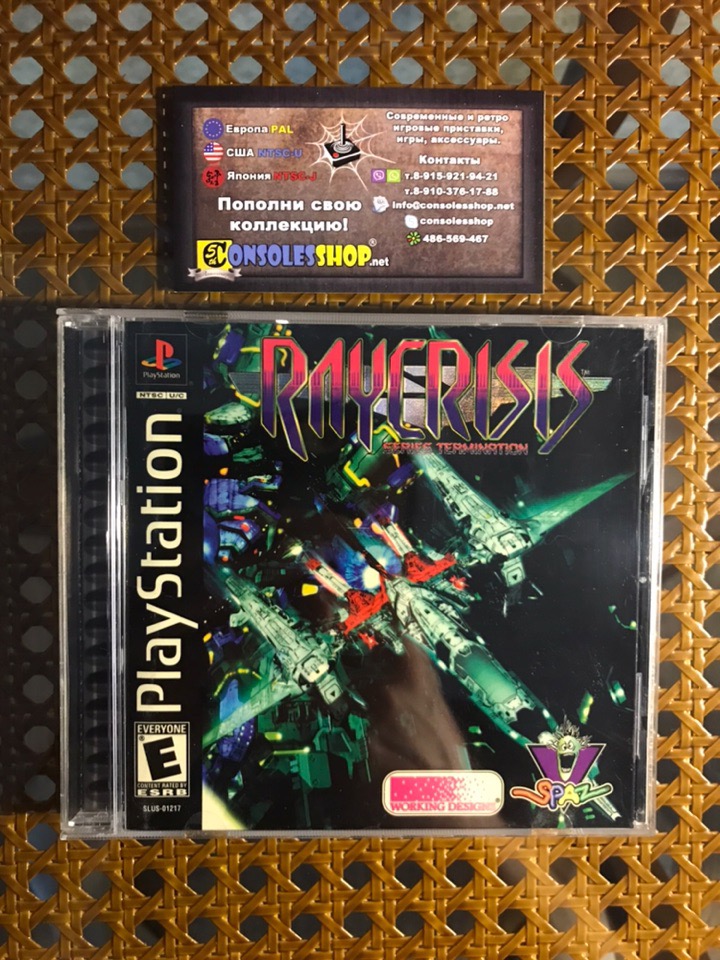 Европа PAL
США NTSC-U
Япония NTSC-J
Пополни свою
коллекцию!
CONSOLESSHOP.net
Современные и ретро
игровые приставки,
игры, аксессуары.
Контакты
т.8-915-921-94-21
т.8-910-376-17-88
info@consolesshop.net
consolesshop
486-569-467
PlayStation
NTSC U/C
PlayStation
RAYCRISIS
TM
SERIES TERMINATION
EVERYONE
E
CONTENT RATED BY
ESRB
SLUS-01217
WORKING DESIGNS
SPAZ